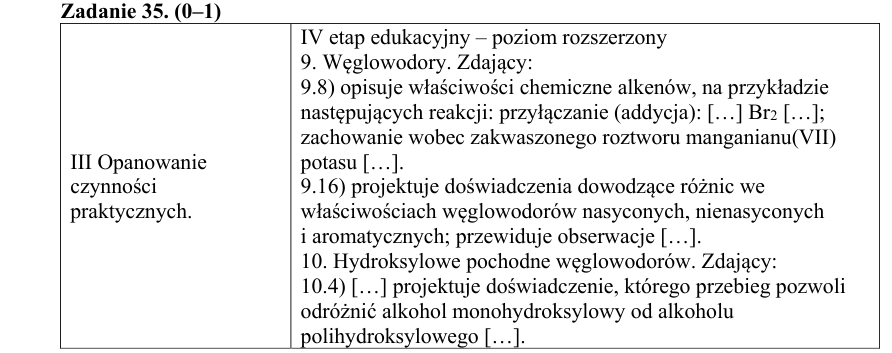 Zadanie 35. (0–1)
III Opanowanie
czynności
praktycznych.
IV etap edukacyjny – poziom rozszerzony
9. Węglowodory. Zdający:
9.8) opisuje właściwości chemiczne alkenów, na przykładzie
następujących reakcji: przyłączanie (addycja): […] Br₂ […];
zachowanie wobec zakwaszonego roztworu manganianu(VII)
potasu […].
9.16) projektuje doświadczenia dowodzące różnic we
właściwościach węglowodorów nasyconych, nienasyconych
i aromatycznych; przewiduje obserwacje […].
10. Hydroksylowe pochodne węglowodorów. Zdający:
10.4) […] projektuje doświadczenie, którego przebieg pozwoli
odróżnić alkohol monohydroksylowy od alkoholu
polihydroksylowego […].